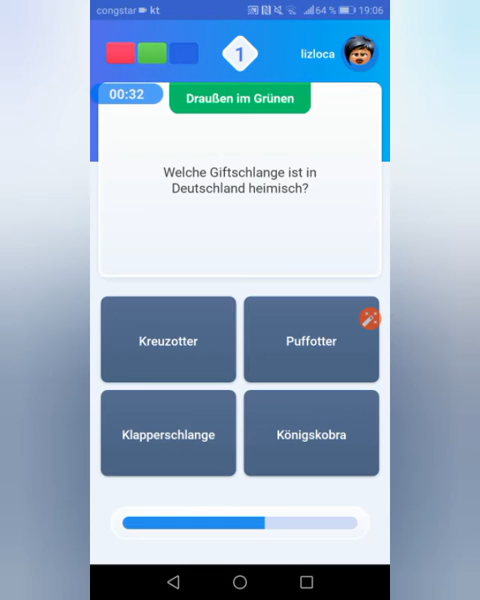 congstar kt 64 % 19:06
1
lizloca
00:32
Draußen im Grünen
Welche Giftschlange ist in
Deutschland heimisch?
Kreuzotter
Puffotter
Klapperschlange
Königskobra